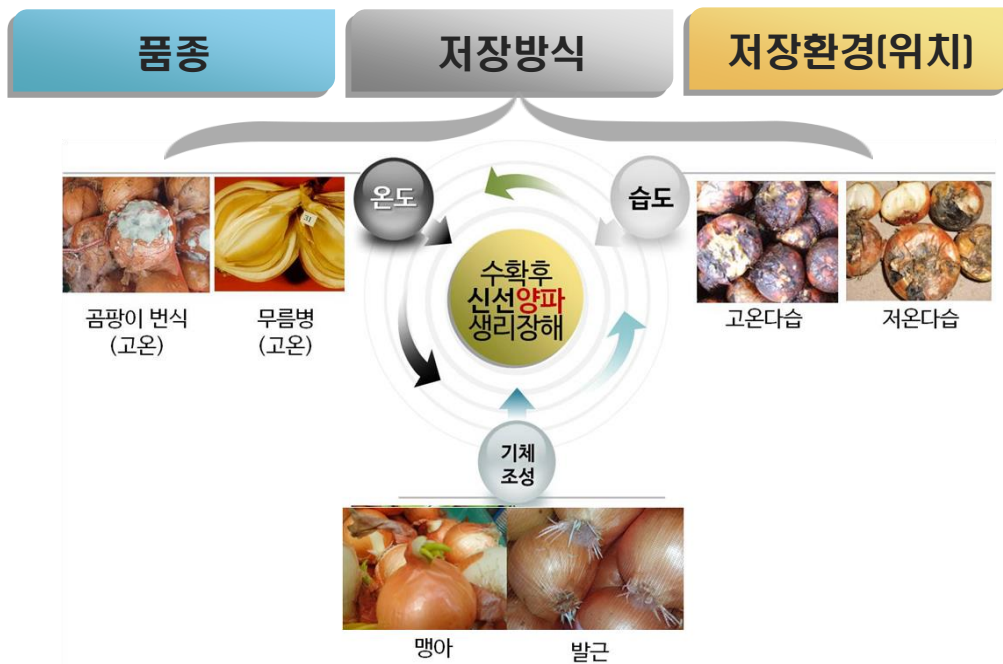 품종
저장방식
저장환경(위치)
온도
습도
31
수확후
신선양파
생리장해
곰팡이 번식
(고온)
무름병
(고온)
고온다습
저온다습
기체
조성
맹아
발근